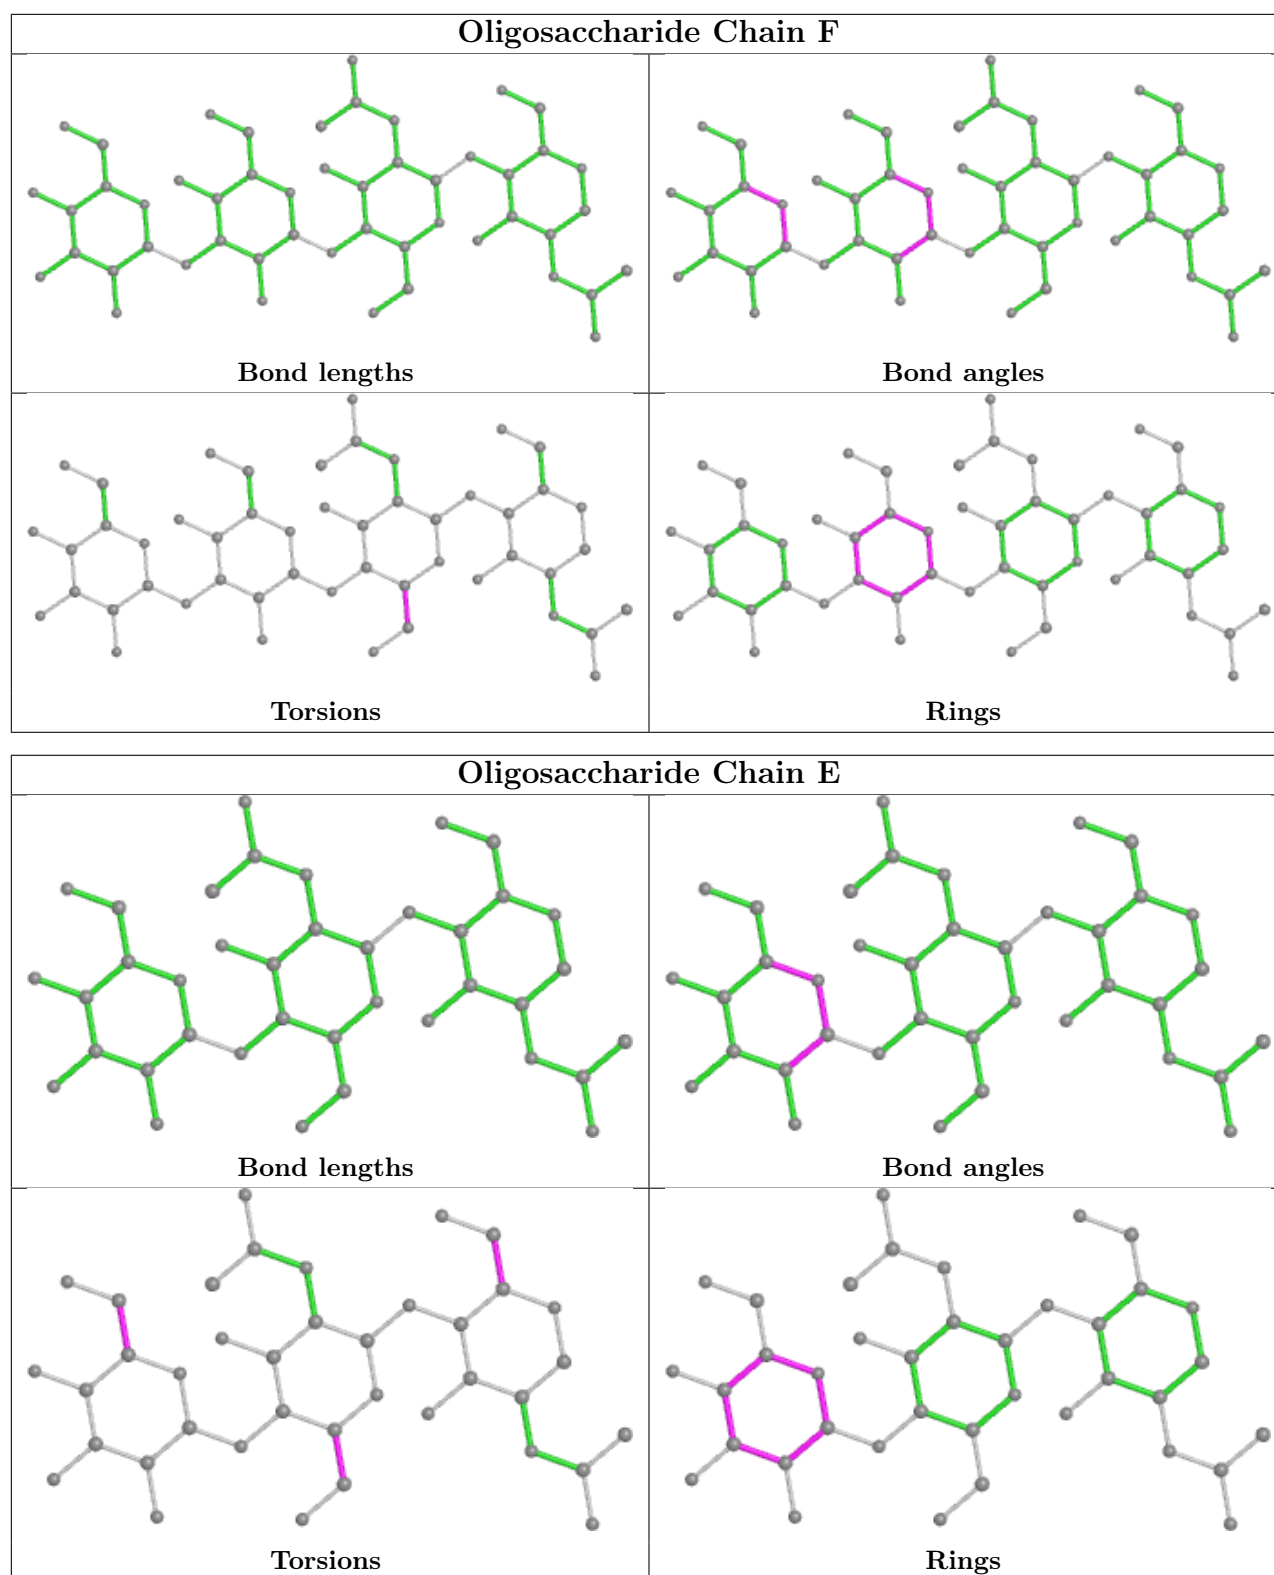 Oligosaccharide Chain F
Bond lengths
Bond angles
Torsions
Rings
Oligosaccharide Chain E
Bond lengths
Bond angles
Torsions
Rings